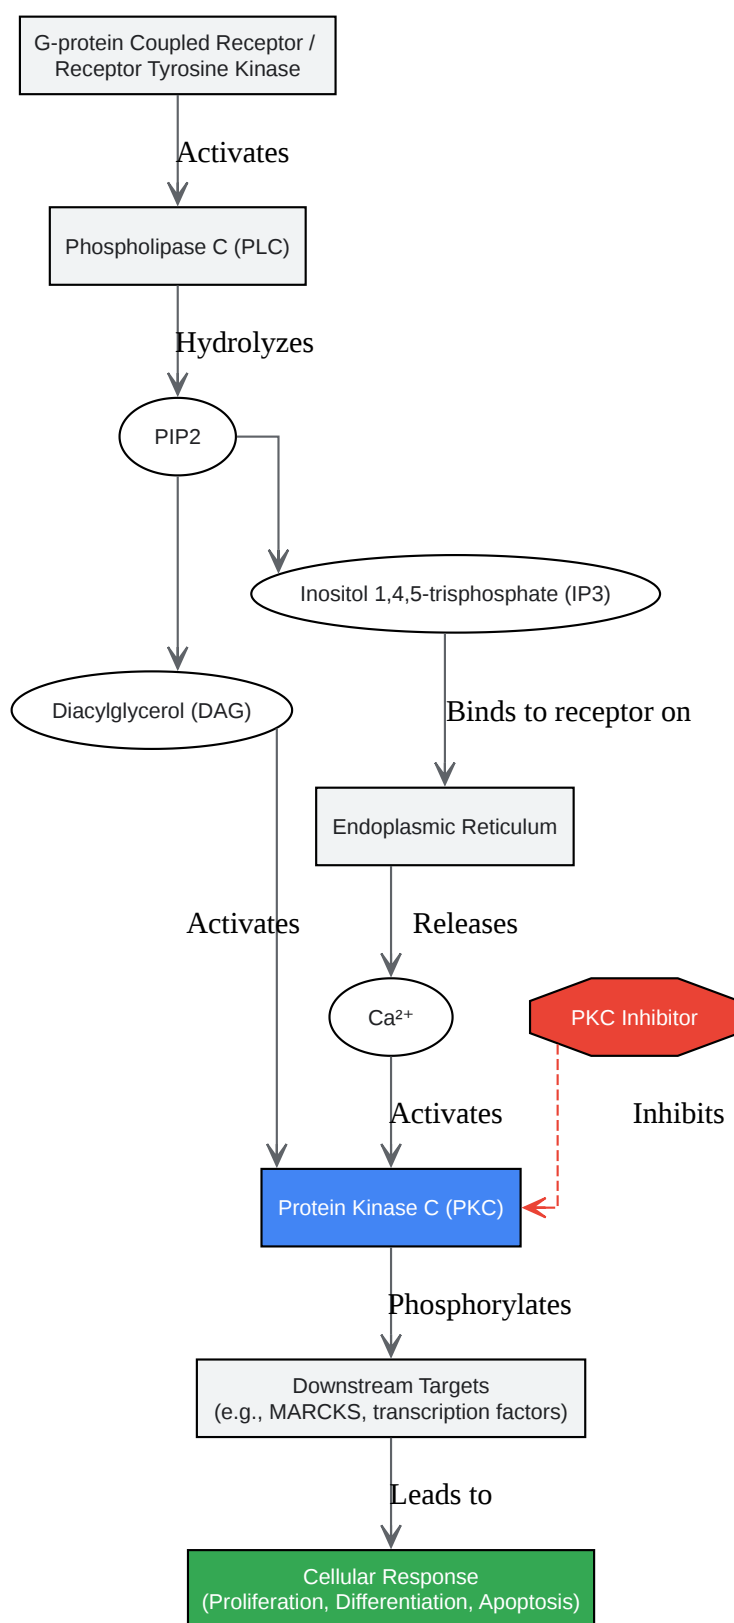 G-protein Coupled Receptor /
Receptor Tyrosine Kinase
Activates
Phospholipase C (PLC)
Hydrolyzes
PIP2
Inositol 1,4,5-trisphosphate (IP3)
Diacylglycerol (DAG)
Binds to receptor on
Endoplasmic Reticulum
Activates
Releases
Ca²⁺
PKC Inhibitor
Activates
Inhibits
Protein Kinase C (PKC)
Phosphorylates
Downstream Targets
(e.g., MARCKS, transcription factors)
Leads to
Cellular Response
(Proliferation, Differentiation, Apoptosis)